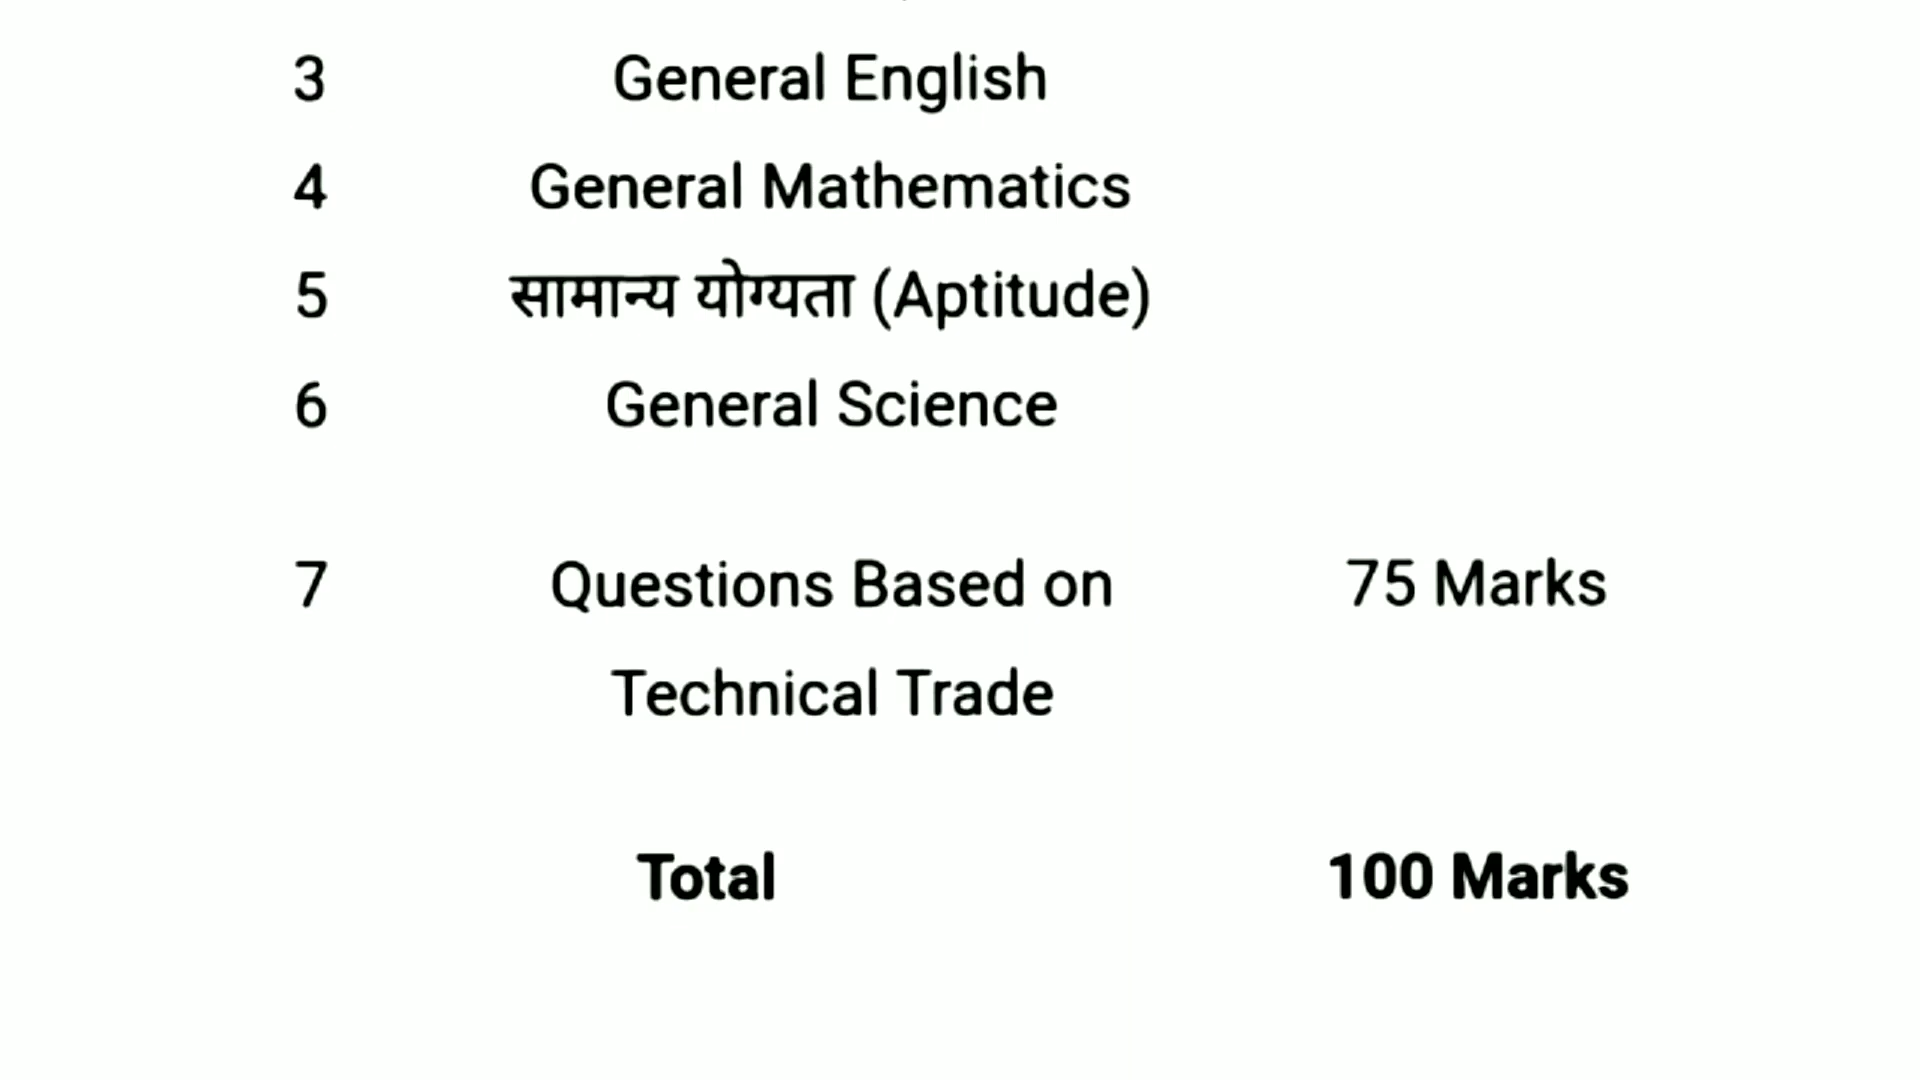 3 General English
4 General Mathematics
5 सामान्य योग्यता (Aptitude)
6 General Science
7 Questions Based on 75 Marks
Technical Trade
Total 100 Marks